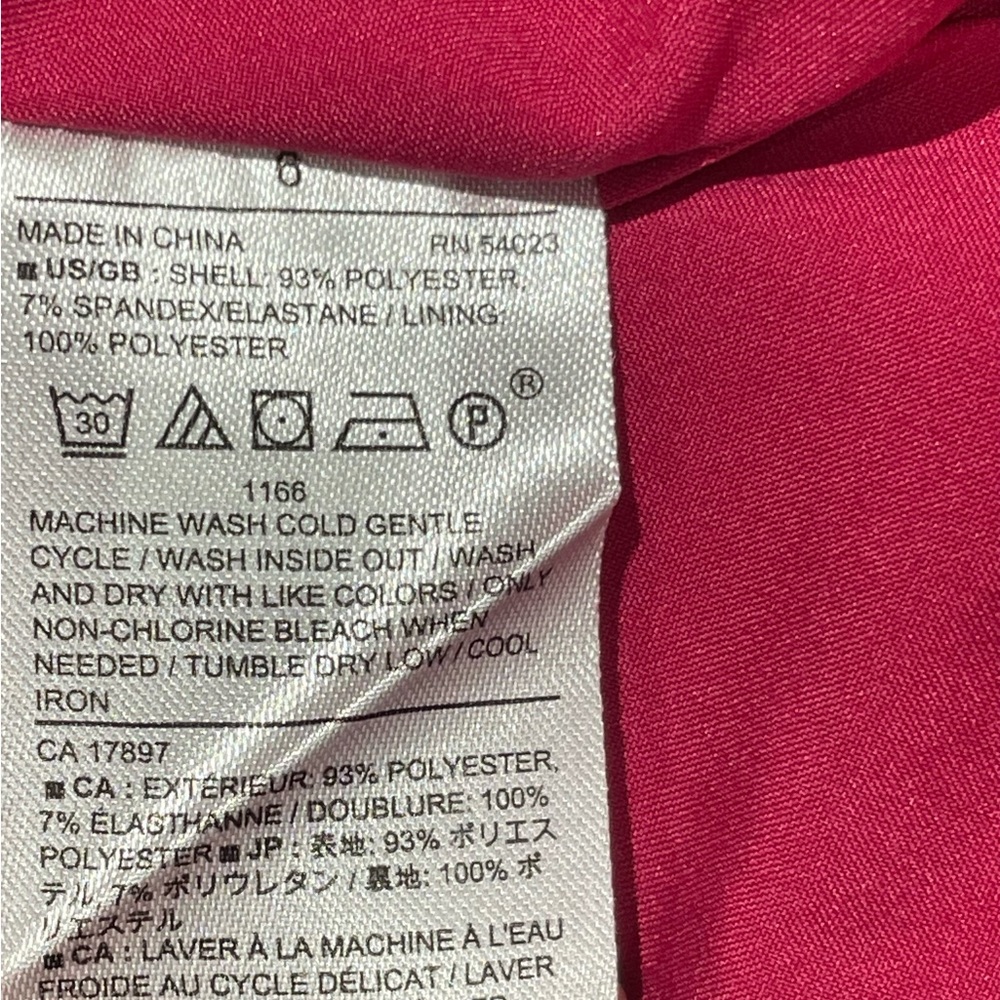 MADE IN CHINA RN 54023
US/GB : SHELL: 93% POLYESTER,
7% SPANDEX/ELASTANE / LINING:
100% POLYESTER
30 P ®
1166
MACHINE WASH COLD GENTLE
CYCLE / WASH INSIDE OUT / WASH
AND DRY WITH LIKE COLORS / ONLY
NON-CHLORINE BLEACH WHEN
NEEDED / TUMBLE DRY LOW / COOL
IRON
CA 17897
CA : EXTÉRIEUR: 93% POLYESTER,
7% ÉLASTHANNE / DOUBLURE: 100%
POLYESTER JP : 表地: 93% ポリエス
テル, 7% ポリウレタン / 裏地: 100% ポ
リエステル
CA : LAVER À LA MACHINE À L'EAU
FROIDE AU CYCLE DÉLICAT / LAVER